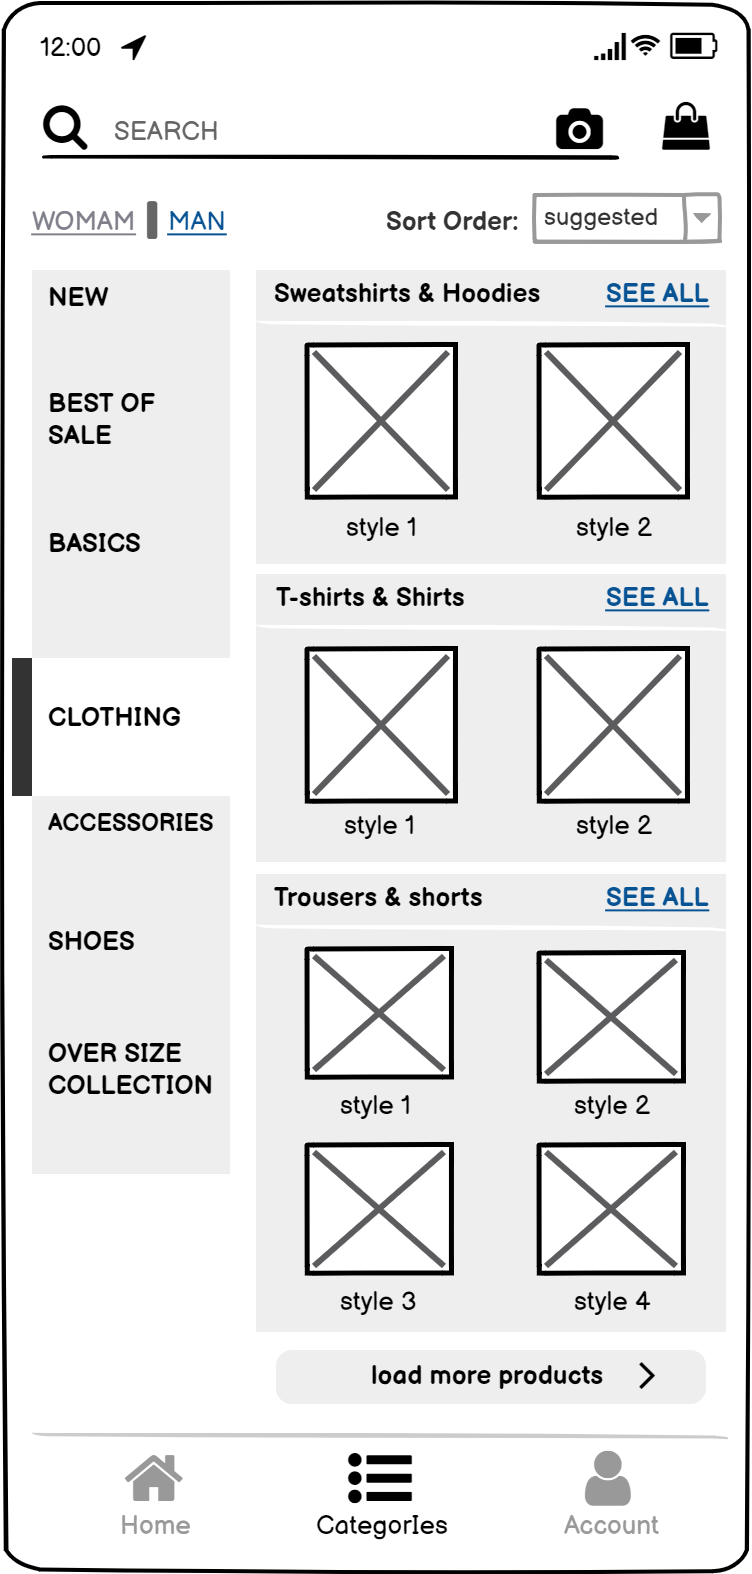 12:00
SEARCH
WOMAM MAN Sort Order: suggested
NEW
BEST OF
SALE
BASICS
CLOTHING
ACCESSORIES
SHOES
OVER SIZE
COLLECTION
Sweatshirts & Hoodies SEE ALL
style 1 style 2
T-shirts & Shirts SEE ALL
style 1 style 2
Trousers & shorts SEE ALL
style 1 style 2
style 3 style 4
load more products
Home CategorIes Account